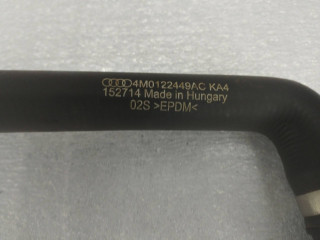 4M0122449AC KA4
152714 Made in Hungary
02S >EPDM<